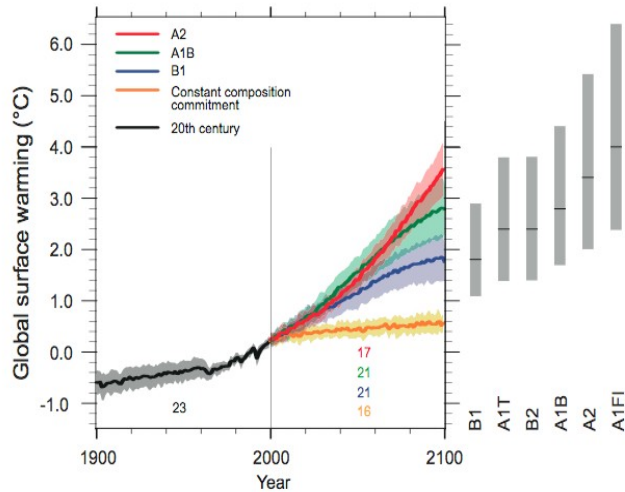 A2
A1B
B1
Constant composition
commitment
20th century
Global surface warming (°C)
6.0
5.0
4.0
3.0
2.0
1.0
0.0
-1.0
17
21
21
16
23
1900
2000
2100
Year
B1
A1T
B2
A1B
A2
A1FI